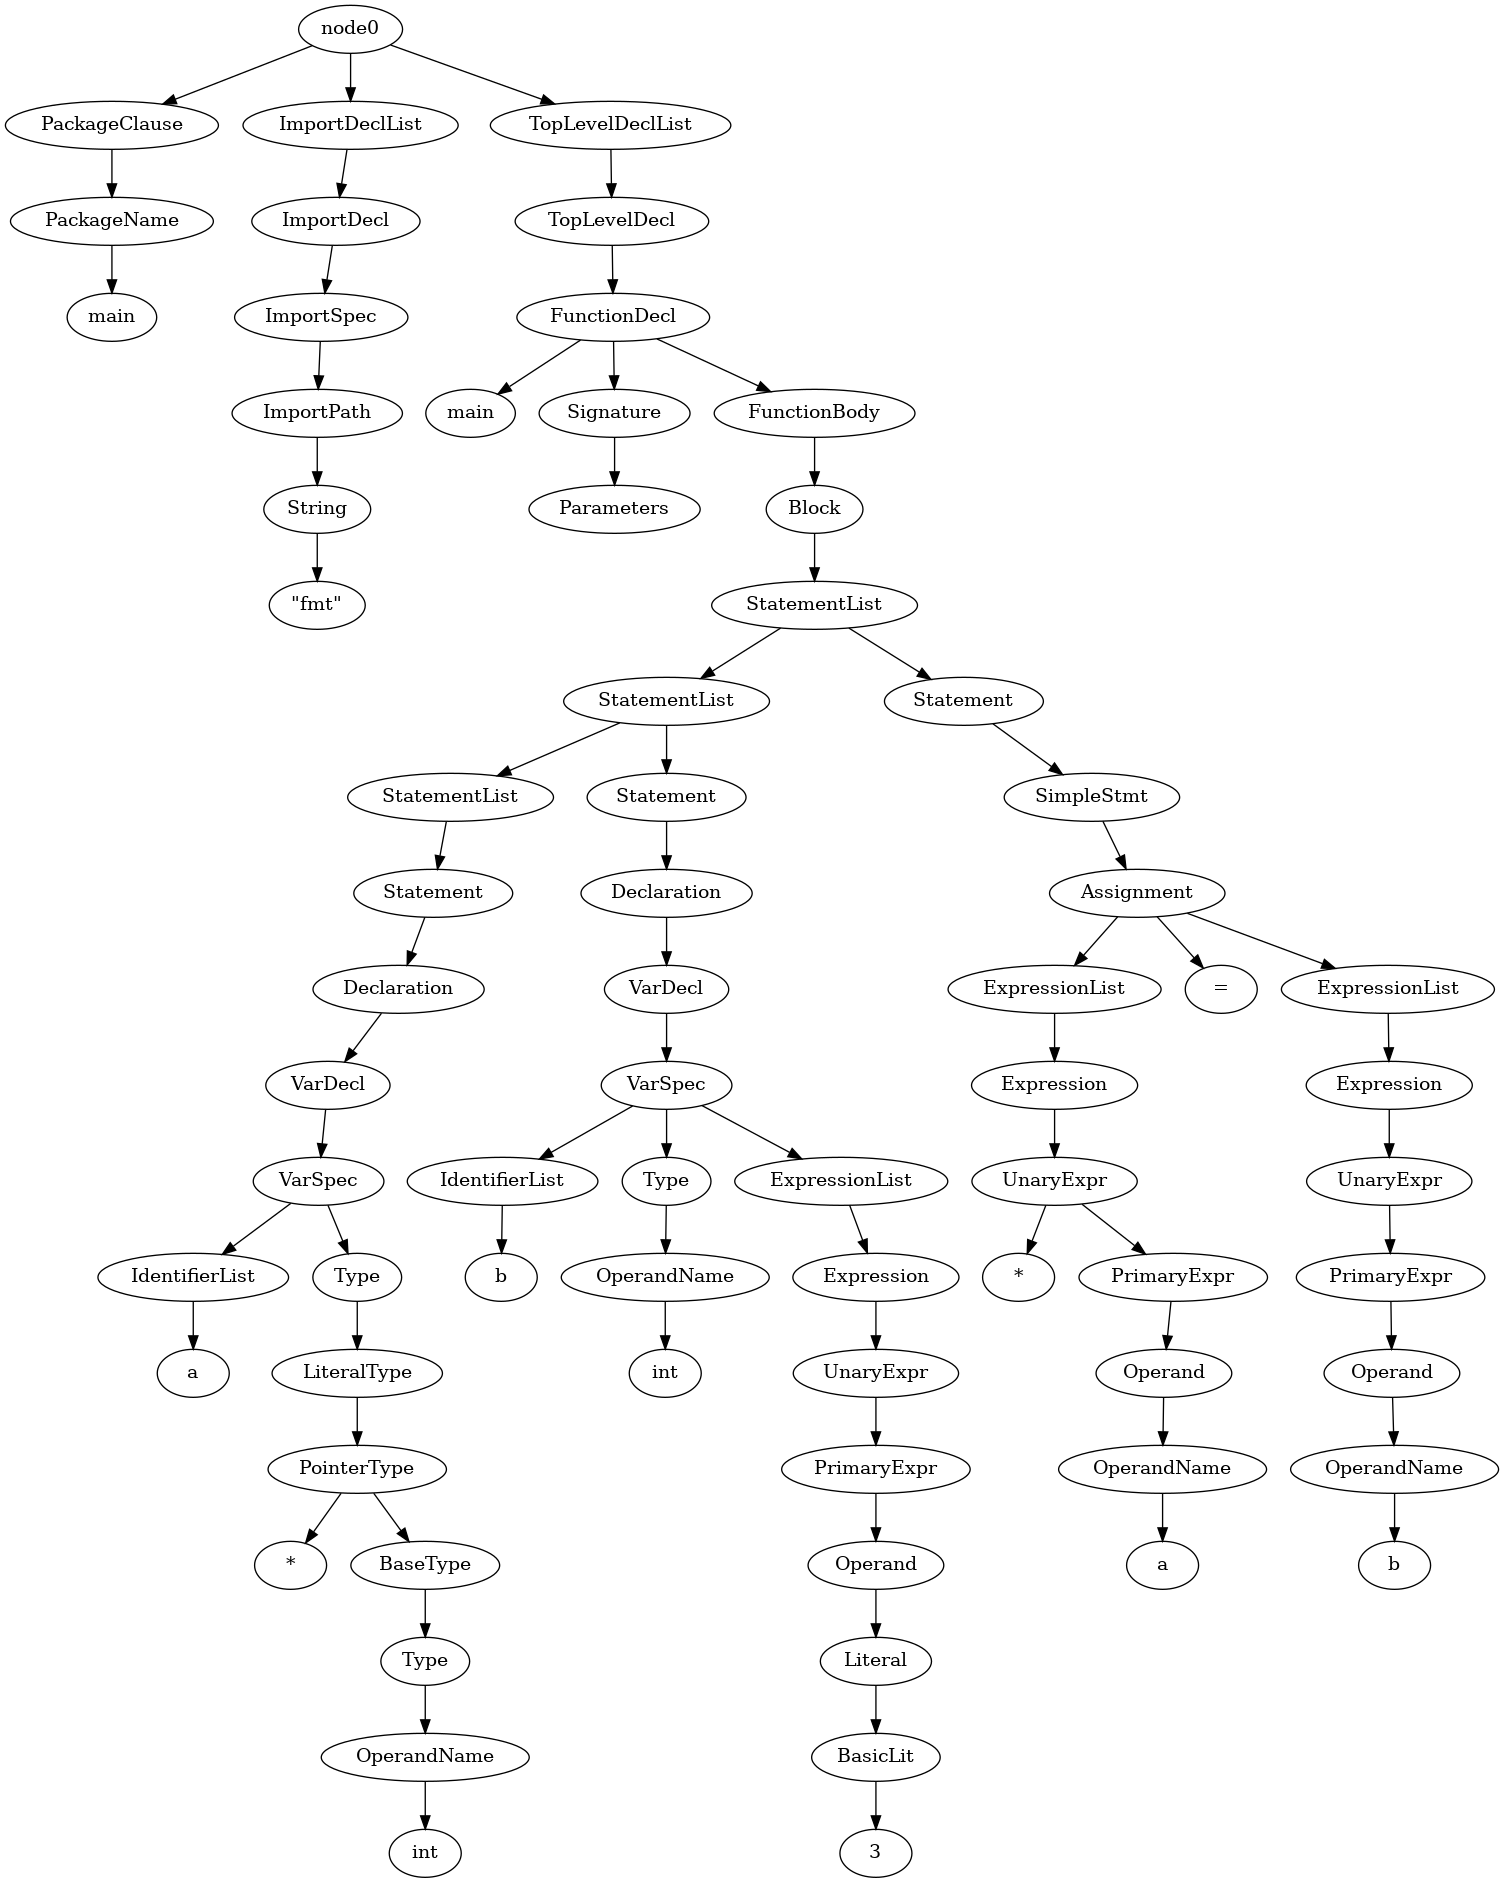 node0
PackageClause
ImportDeclList
TopLevelDeclList
PackageName
ImportDecl
TopLevelDecl
main
ImportSpec
FunctionDecl
ImportPath
main
Signature
FunctionBody
String
Parameters
Block
"fmt"
StatementList
StatementList
Statement
StatementList
Statement
SimpleStmt
Statement
Declaration
Assignment
Declaration
VarDecl
ExpressionList
=
ExpressionList
VarDecl
VarSpec
Expression
Expression
VarSpec
IdentifierList
Type
ExpressionList
UnaryExpr
UnaryExpr
IdentifierList
Type
b
OperandName
Expression
*
PrimaryExpr
PrimaryExpr
a
LiteralType
int
UnaryExpr
Operand
Operand
PointerType
PrimaryExpr
OperandName
OperandName
*
BaseType
Operand
a
b
Type
Literal
OperandName
BasicLit
int
3